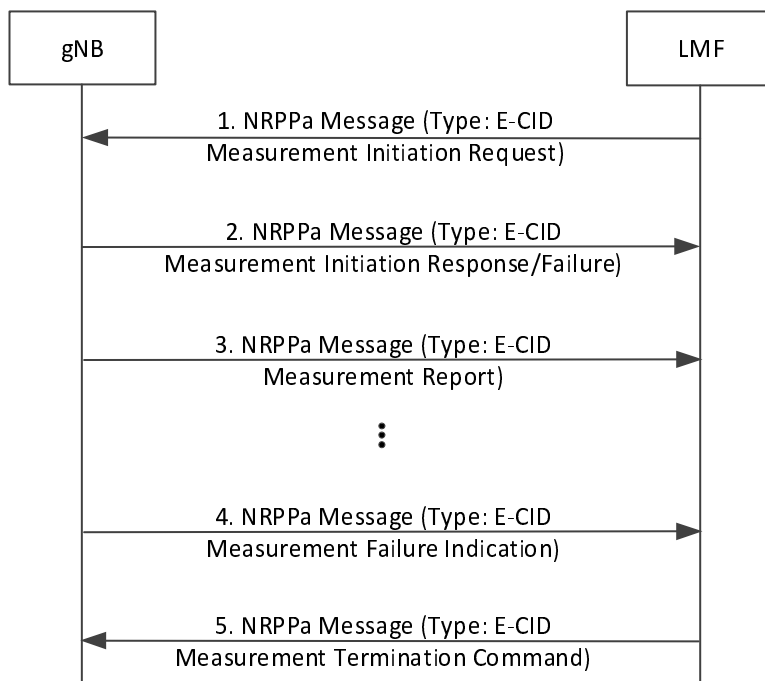 gNB
LMF
1. NRPPa Message (Type: E-CID
Measurement Initiation Request)
2. NRPPa Message (Type: E-CID
Measurement Initiation Response/Failure)
3. NRPPa Message (Type: E-CID
Measurement Report)
4. NRPPa Message (Type: E-CID
Measurement Failure Indication)
5. NRPPa Message (Type: E-CID
Measurement Termination Command)